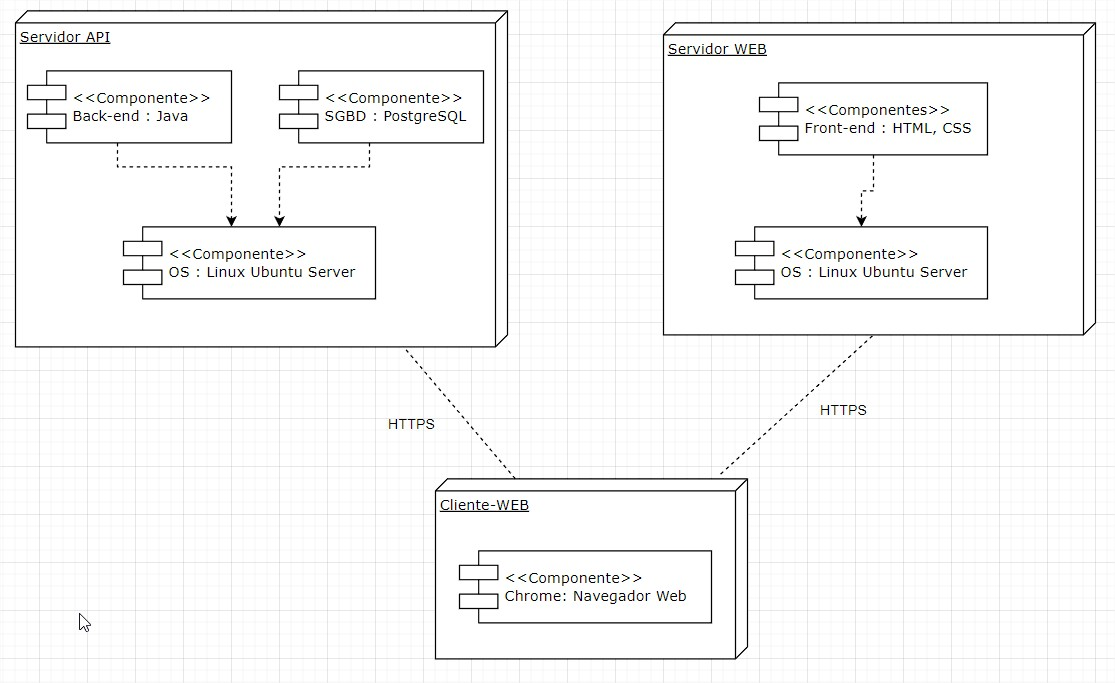 Servidor API
<<Componente>>
Back-end : Java
<<Componente>>
SGBD : PostgreSQL
<<Componente>>
OS : Linux Ubuntu Server
Servidor WEB
<<Componentes>>
Front-end : HTML, CSS
<<Componente>>
OS : Linux Ubuntu Server
HTTPS
HTTPS
Cliente-WEB
<<Componente>>
Chrome: Navegador Web